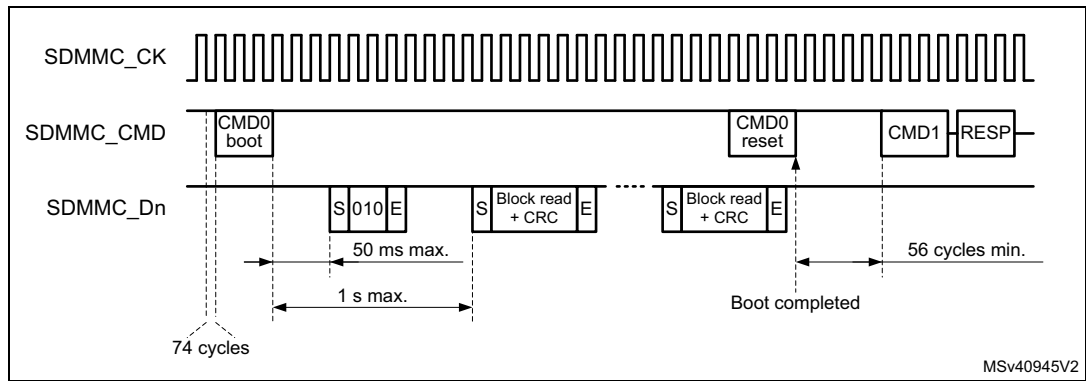 SDMMC_CK
SDMMC_CMD
CMD0
boot
CMD0
reset
CMD1
RESP
SDMMC_Dn
S
010
E
S
Block read
+ CRC
E
S
Block read
+ CRC
E
50 ms max.
56 cycles min.
1 s max.
Boot completed
74 cycles
MSv40945V2